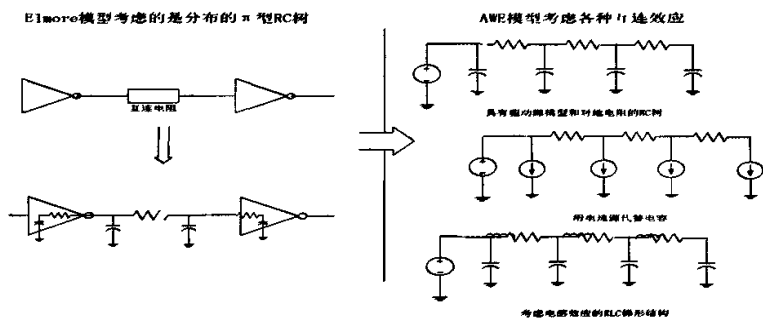 Elmore模型考虑的是分布的π型RC树
AWE模型考虑各种互连效应
互连电阻
具有驱动源模型和对地电阻的RC树
用电流源代替电容
考虑电感效应的RLC梯形结构